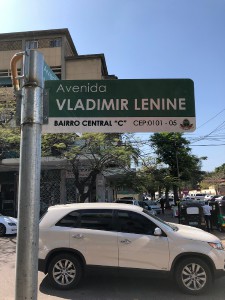 Avenida
VLADIMIR LENINE
BAIRRO CENTRAL "C" CEP 0101 - 05